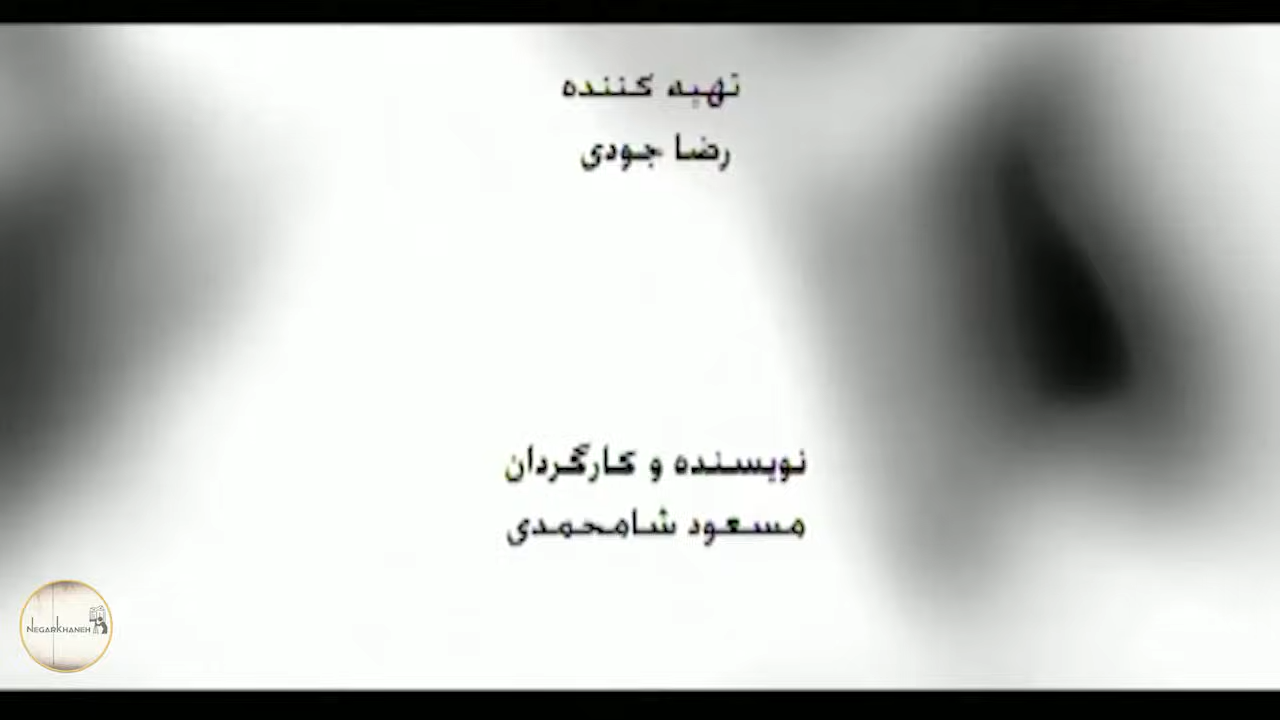 تهیه کننده
رضا جودی
نویسنده و کارگردان
مسعود شامحمدی
NEGARKHANEH